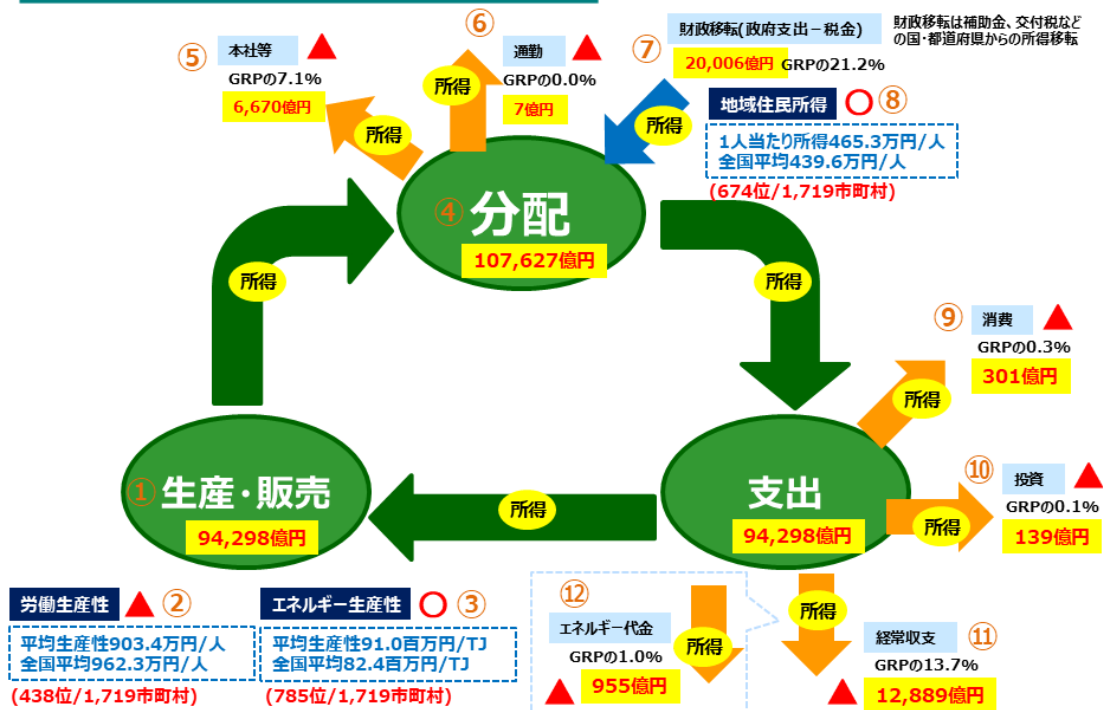 ⑥
⑤ 本社等 ▲
GRPの7.1%
6,670億円
所得
通勤 ▲
GRPの0.0%
7億円
所得
⑦ 財政移転(政府支出－税金)
20,006億円 GRPの21.2%
財政移転は補助金、交付税など
の国・都道府県からの所得移転
所得
地域住民所得 ○ ⑧
1人当たり所得465.3万円/人
全国平均439.6万円/人
(674位/1,719市町村)
④ 分配
107,627億円
所得
所得
⑨ 消費 ▲
GRPの0.3%
301億円
所得
① 生産・販売
94,298億円
所得
支出
94,298億円
⑩ 投資 ▲
GRPの0.1%
139億円
所得
労働生産性 ▲ ②
平均生産性903.4万円/人
全国平均962.3万円/人
(438位/1,719市町村)
エネルギー生産性 ○ ③
平均生産性91.0百万円/TJ
全国平均82.4百万円/TJ
(785位/1,719市町村)
⑫
エネルギー代金
GRPの1.0%
▲ 955億円
所得
所得
経常収支 ⑪
GRPの13.7%
▲ 12,889億円